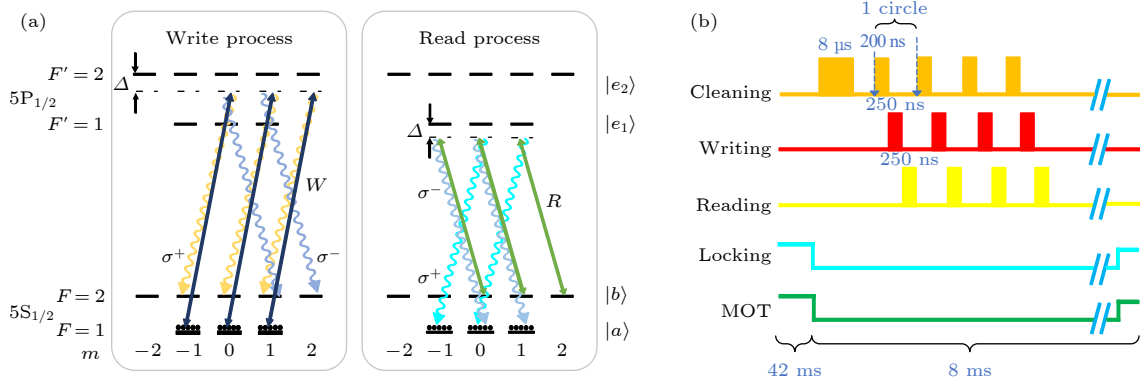 (a)
Write process
Read process
F′ = 2
Δ
5P1/2
F′ = 1
|e2⟩
|e1⟩
Δ
σ−
W
R
σ+
σ−
σ+
F = 2
|b⟩
5S1/2
F = 1
|a⟩
m
−2 −1 0 1 2
−2 −1 0 1 2
(b)
1 circle
8 μs
200 ns
Cleaning
250 ns
Writing
250 ns
Reading
Locking
MOT
42 ms
8 ms